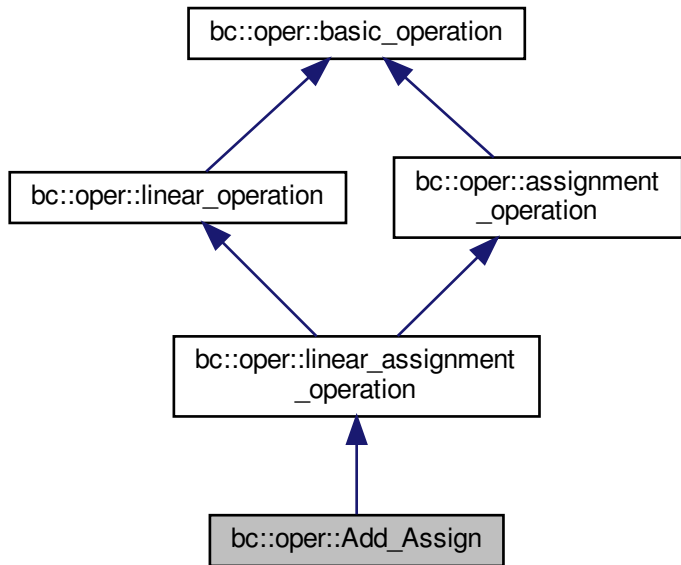 bc::oper::basic_operation
bc::oper::linear_operation
bc::oper::assignment
_operation
bc::oper::linear_assignment
_operation
bc::oper::Add_Assign